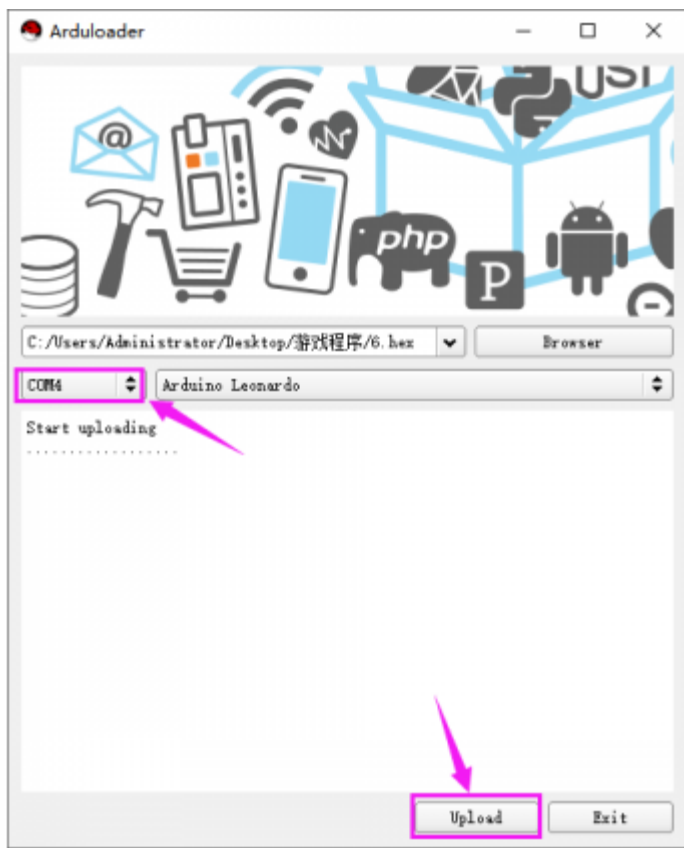 Arduloader
@
USI
php
P
C:/Users/Administrator/Desktop/游戏程序/6.hex
Browser
COM4
Arduino Leonardo
Start uploading
..................
Upload
Exit